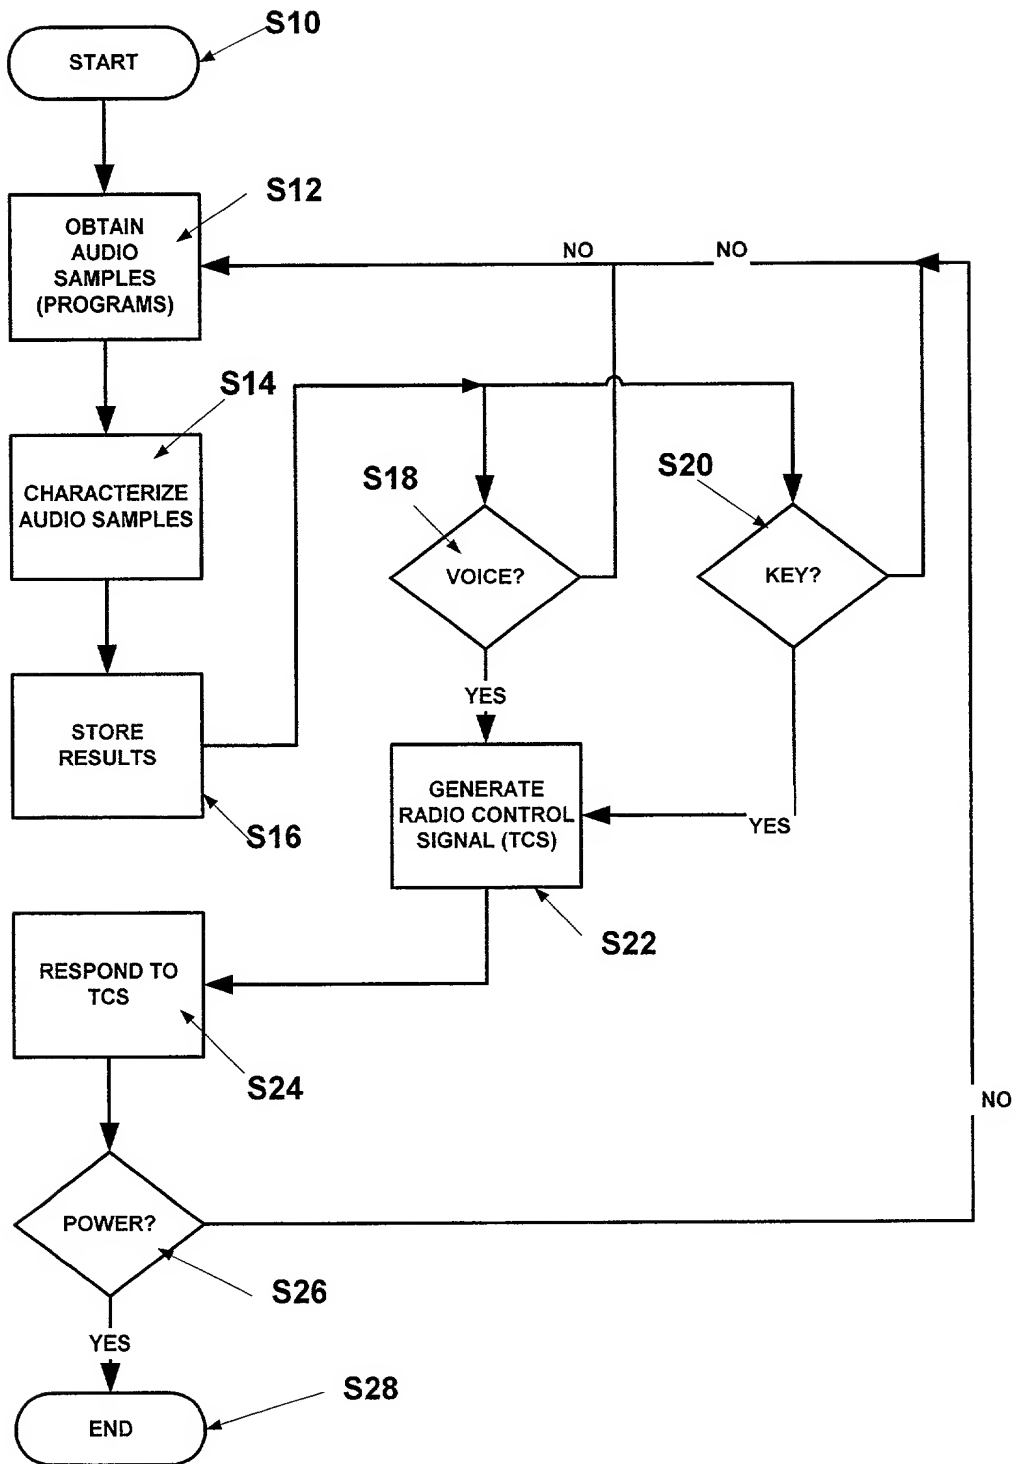 S10
START
S12
OBTAIN
AUDIO
SAMPLES
(PROGRAMS)
NO
NO
S14
CHARACTERIZE
AUDIO SAMPLES
S18
VOICE?
S20
KEY?
YES
STORE
RESULTS
S16
GENERATE
RADIO CONTROL
SIGNAL (TCS)
YES
S22
RESPOND TO
TCS
S24
NO
POWER?
S26
YES
S28
END